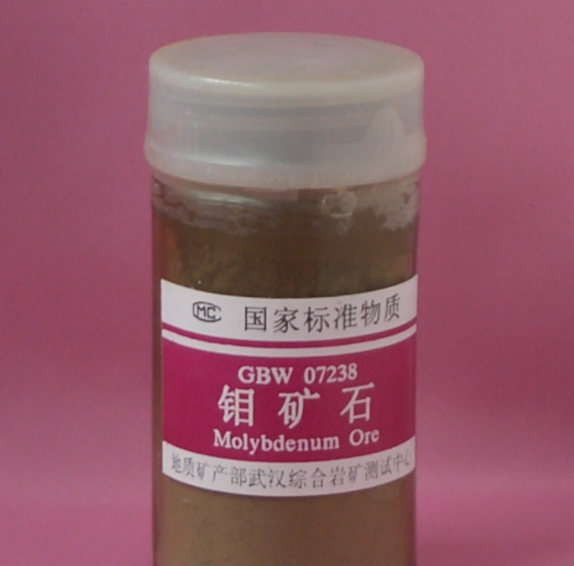 MC 国家标准物质
GBW 07238
钼矿石
Molybdenum Ore
地质矿产部武汉综合岩矿测试中心